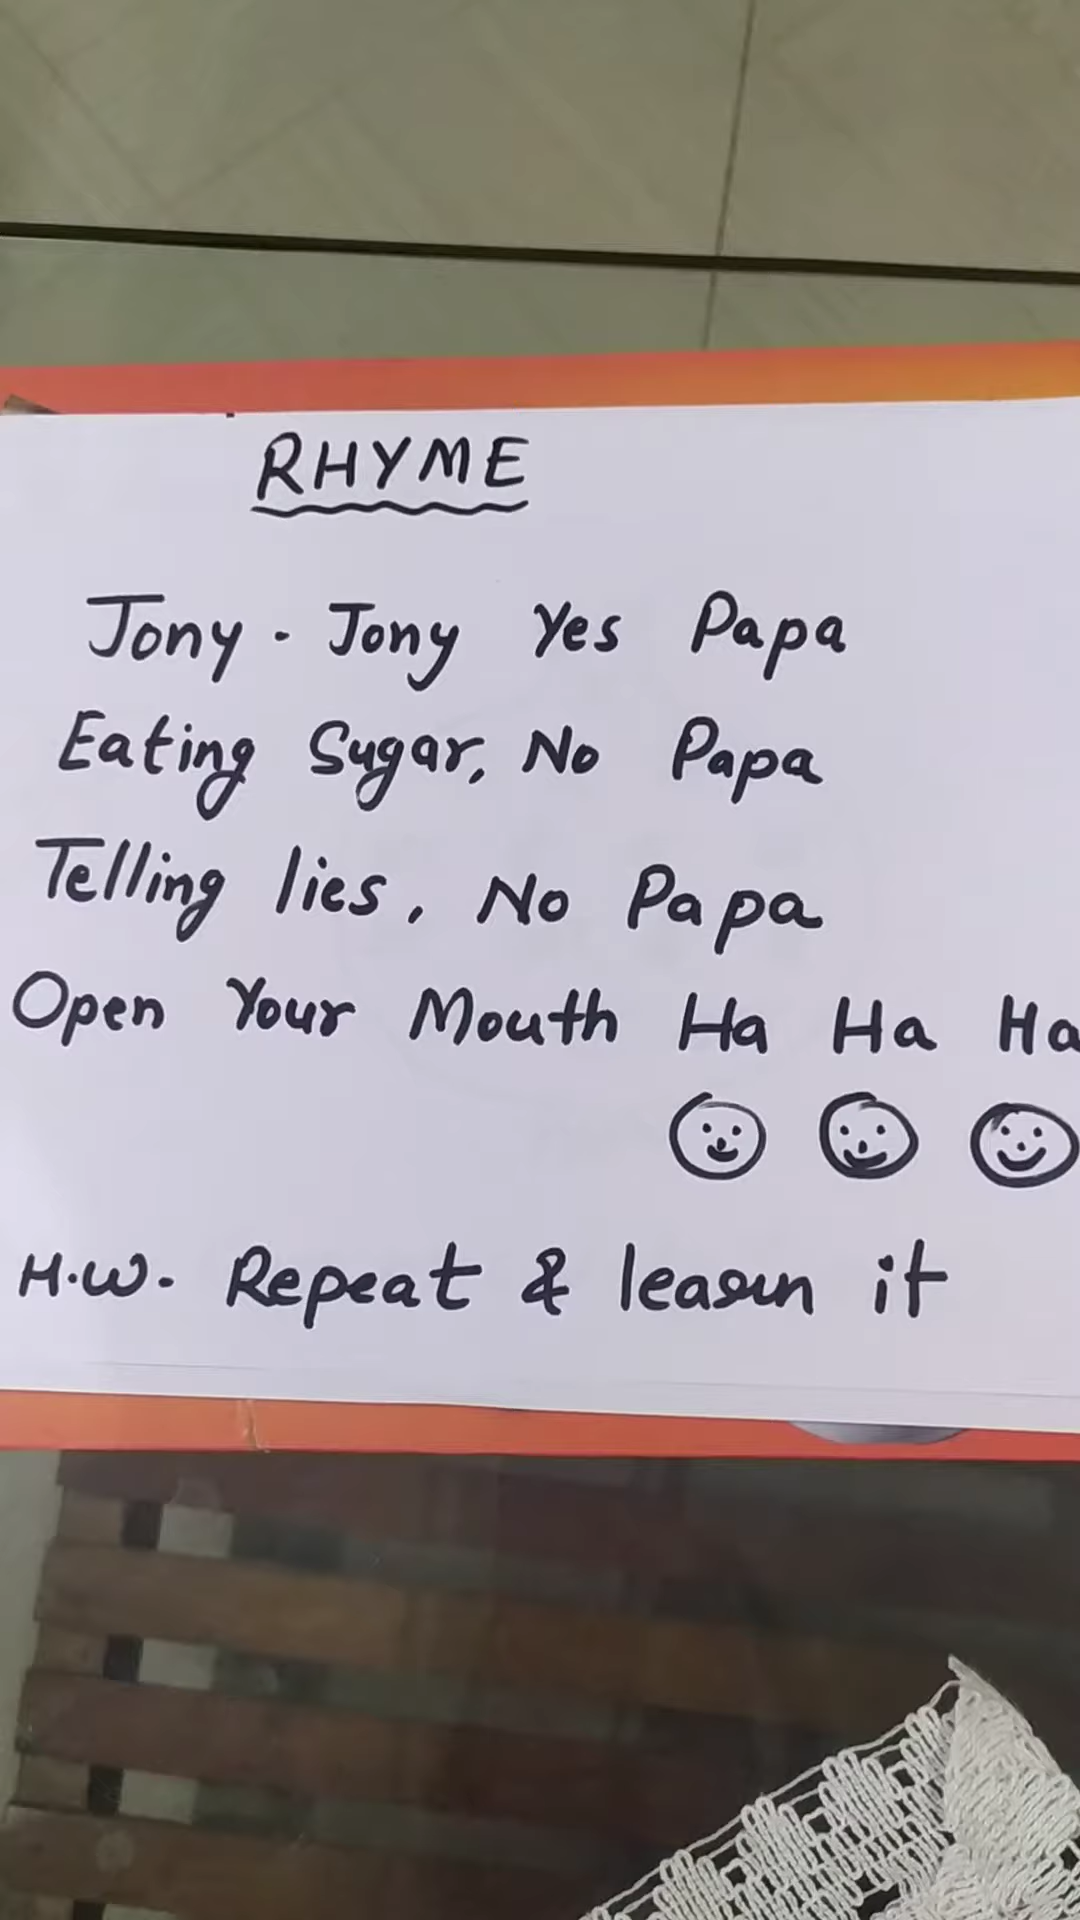 RHYME
Jony - Jony Yes Papa
Eating Sugar, No Papa
Telling lies, No Papa
Open Your Mouth Ha Ha Ha
H.W. Repeat & learn it